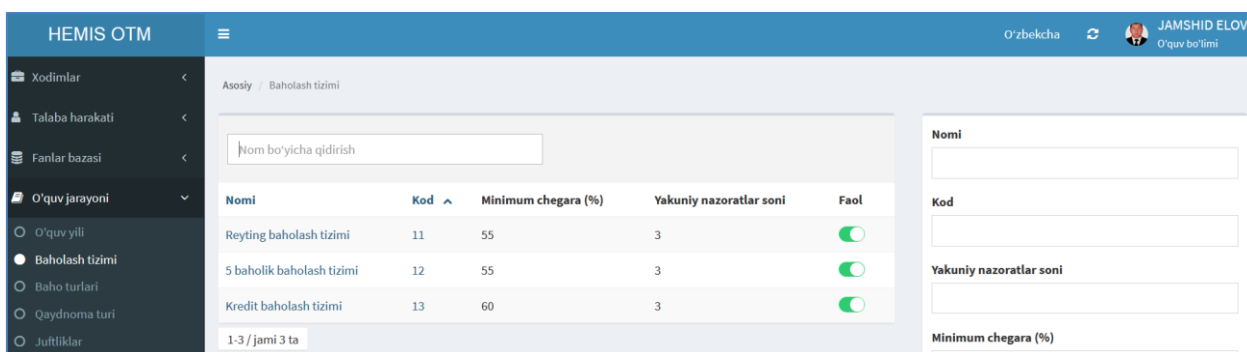 HEMIS OTM
O'zbekcha
JAMSHID ELOV
O'quv bo'limi
Xodimlar
Talaba harakati
Fanlar bazasi
O'quv jarayoni
O'quv yili
Baholash tizimi
Baho turlari
Qaydnoma turi
Juftliklar
Asosiy / Baholash tizimi
Nom bo'yicha qidirish
Nomi Kod Minimum chegara (%) Yakuniy nazoratlar soni Faol
Reyting baholash tizimi 11 55 3
5 baholik baholash tizimi 12 55 3
Kredit baholash tizimi 13 60 3
1-3 / jami 3 ta
Nomi
Kod
Yakuniy nazoratlar soni
Minimum chegara (%)